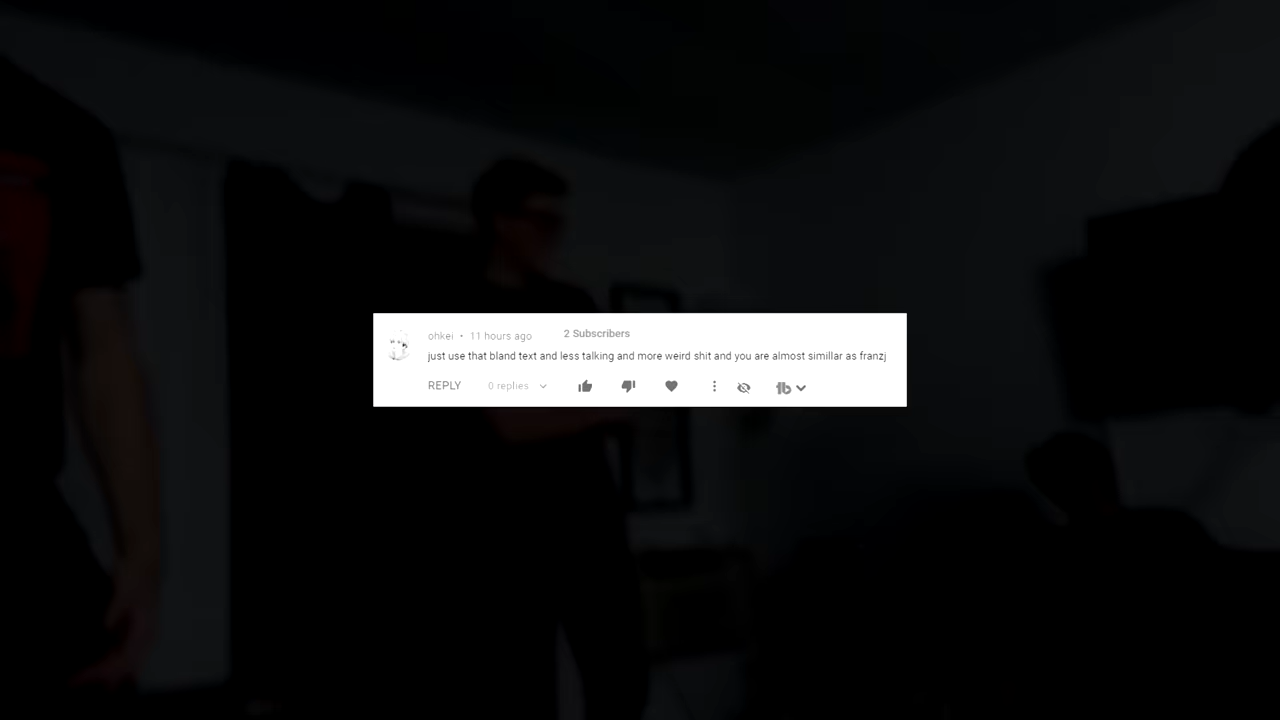 ohkei • 11 hours ago 2 Subscribers
just use that bland text and less talking and more weird shit and you are almost simillar as franzj
REPLY 0 replies